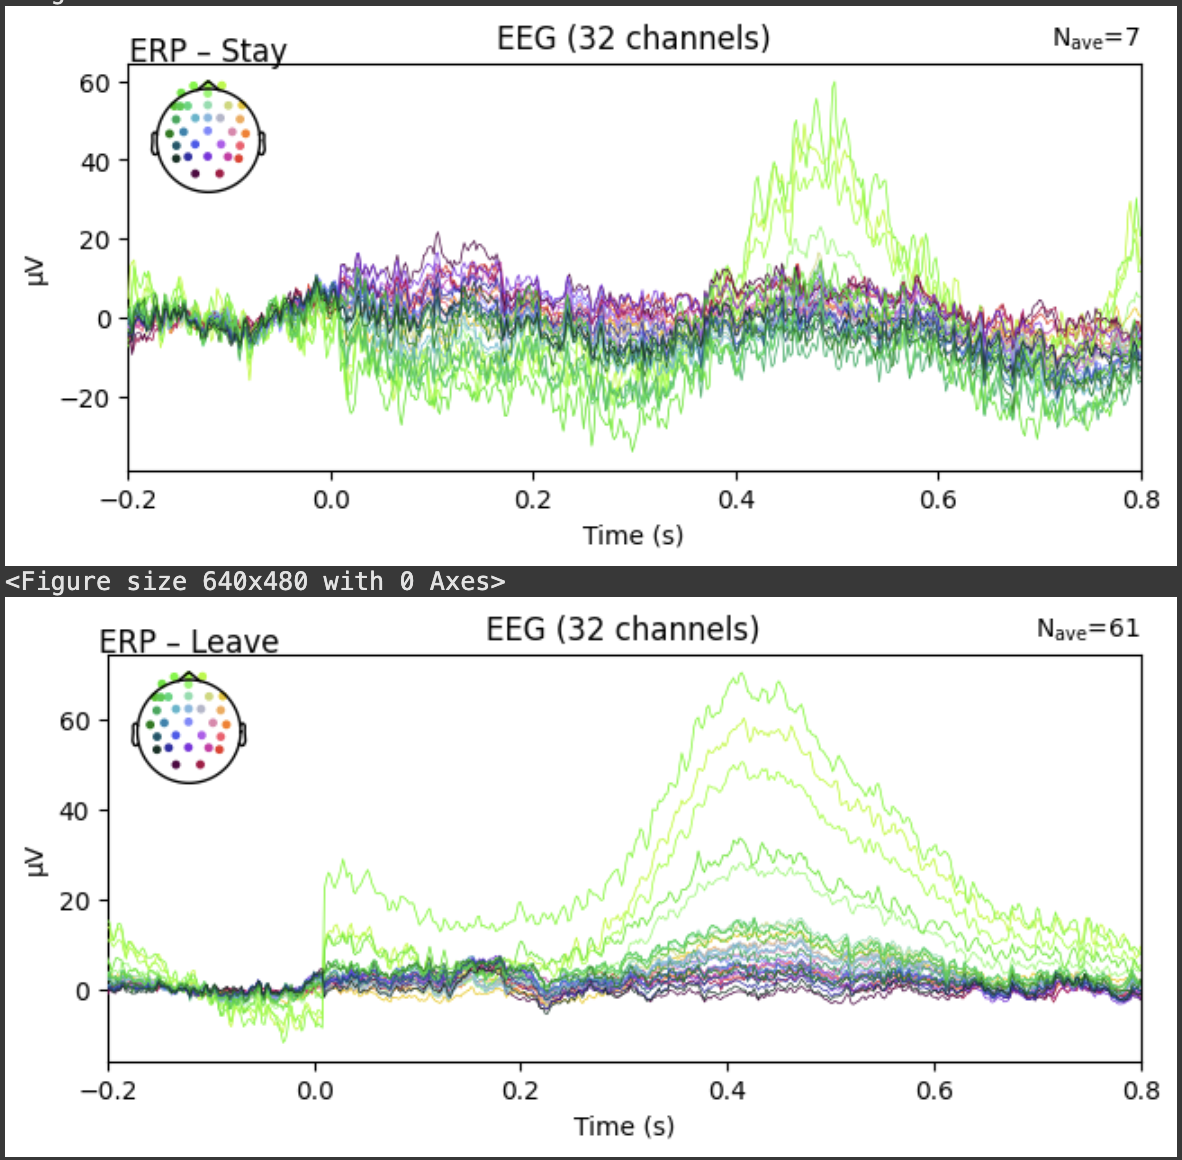 EEG (32 channels)
ERP – Stay
Nave=7
60
40
20
0
−20
µV
−0.2 0.0 0.2 0.4 0.6 0.8
Time (s)
<Figure size 640x480 with 0 Axes>
EEG (32 channels)
ERP – Leave
Nave=61
60
40
20
0
µV
−0.2 0.0 0.2 0.4 0.6 0.8
Time (s)